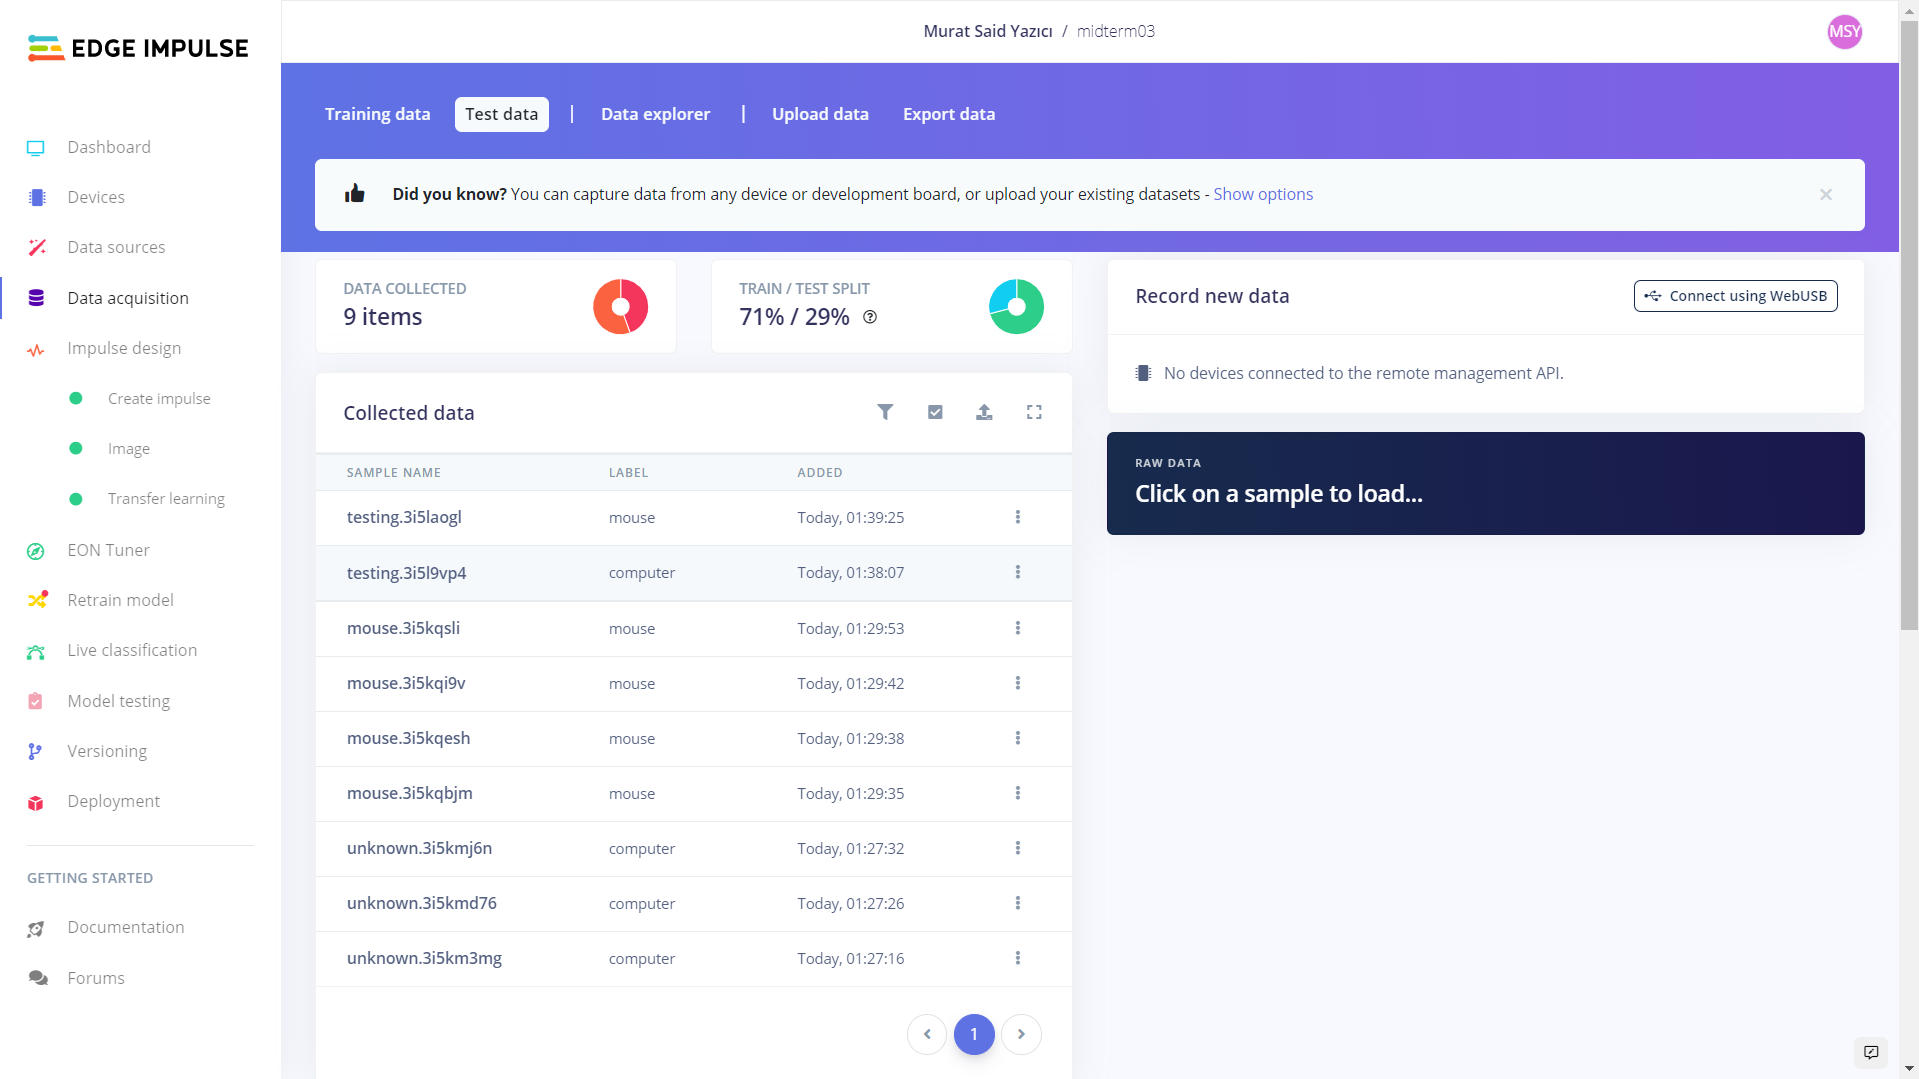 EDGE IMPULSE
Murat Said Yazıcı / midterm03
MSY
Training data
Test data
Data explorer
Upload data
Export data
Did you know? You can capture data from any device or development board, or upload your existing datasets - Show options
Dashboard
Devices
Data sources
Data acquisition
Impulse design
Create impulse
Image
Transfer learning
EON Tuner
Retrain model
Live classification
Model testing
Versioning
Deployment
GETTING STARTED
Documentation
Forums
DATA COLLECTED
9 items
TRAIN / TEST SPLIT
71% / 29%
Record new data
Connect using WebUSB
No devices connected to the remote management API.
RAW DATA
Click on a sample to load...
Collected data
SAMPLE NAME LABEL ADDED
testing.3i5laogl mouse Today, 01:39:25
testing.3i5l9vp4 computer Today, 01:38:07
mouse.3i5kqsli mouse Today, 01:29:53
mouse.3i5kqi9v mouse Today, 01:29:42
mouse.3i5kqesh mouse Today, 01:29:38
mouse.3i5kqbjm mouse Today, 01:29:35
unknown.3i5kmj6n computer Today, 01:27:32
unknown.3i5kmd76 computer Today, 01:27:26
unknown.3i5km3mg computer Today, 01:27:16
1